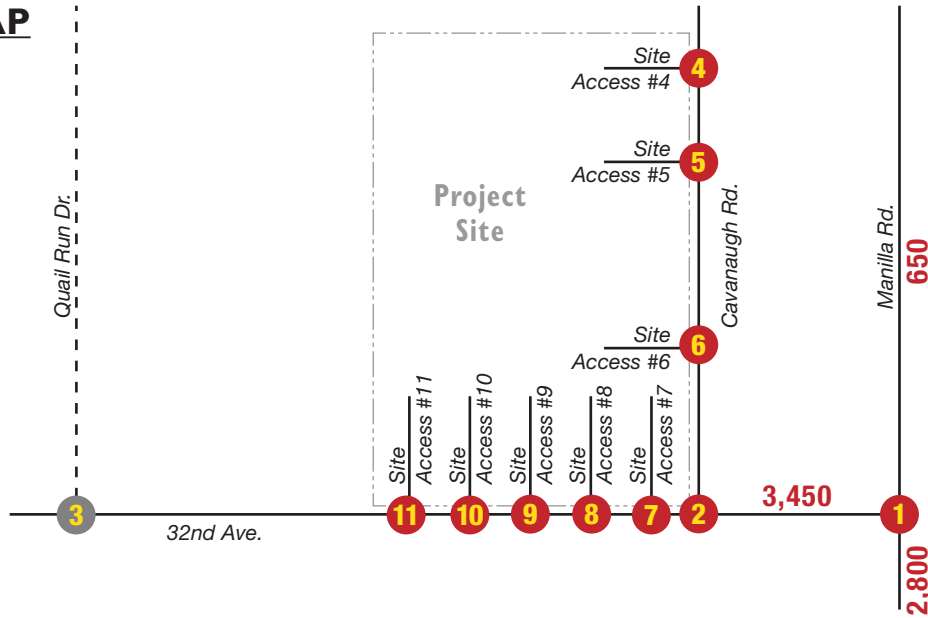 AP
Site
Access #4
4
Site
Access #5
5
Project
Site
Quail Run Dr.
Cavanaugh Rd.
Manilla Rd.
650
Site
Access #6
6
Site
Access #11
Site
Access #10
Site
Access #9
Site
Access #8
Site
Access #7
3,450
3
11
10
9
8
7
2
1
32nd Ave.
2,800